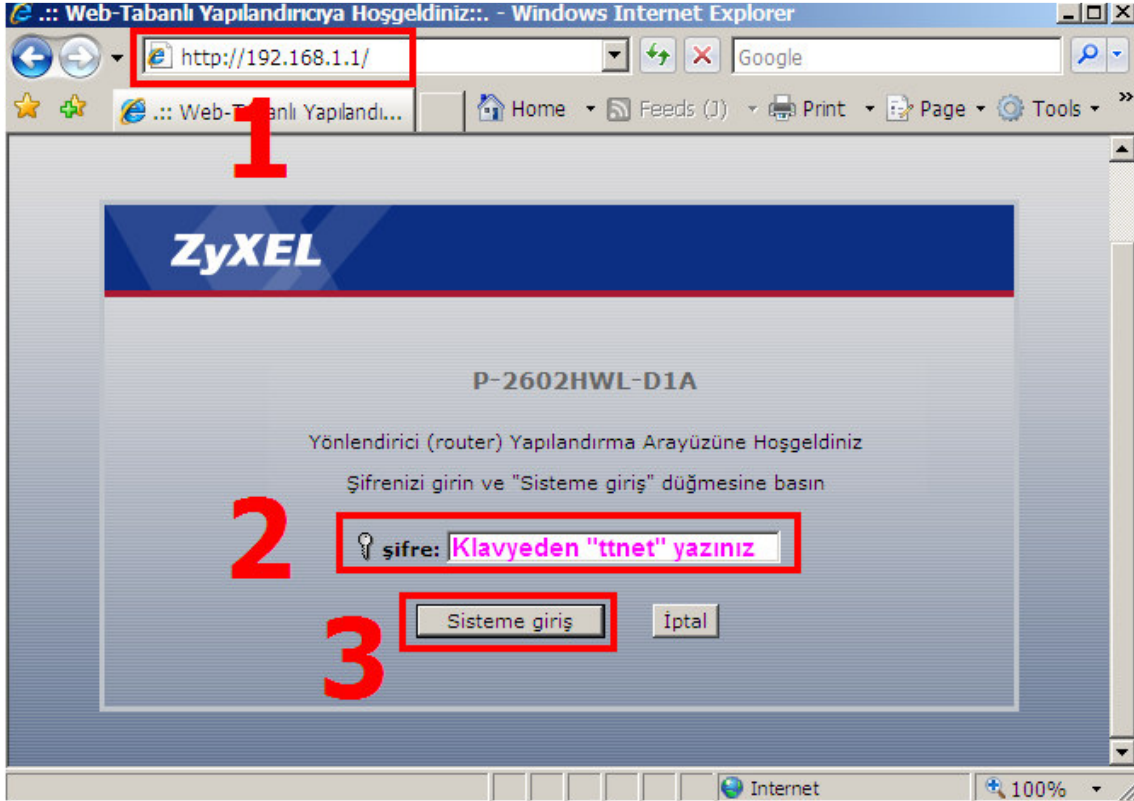 .:: Web-Tabanlı Yapılandırıcıya Hoşgeldiniz::. - Windows Internet Explorer
http://192.168.1.1/
Google
.:: Web-Tabanlı Yapılandı...
Home
Feeds (J)
Print
Page
Tools
»
1
ZyXEL
P-2602HWL-D1A
Yönlendirici (router) Yapılandırma Arayüzüne Hoşgeldiniz
Şifrenizi girin ve "Sisteme giriş" düğmesine basın
2
şifre: Klavyeden "ttnet" yazınız
3
Sisteme giriş
İptal
Internet
100%